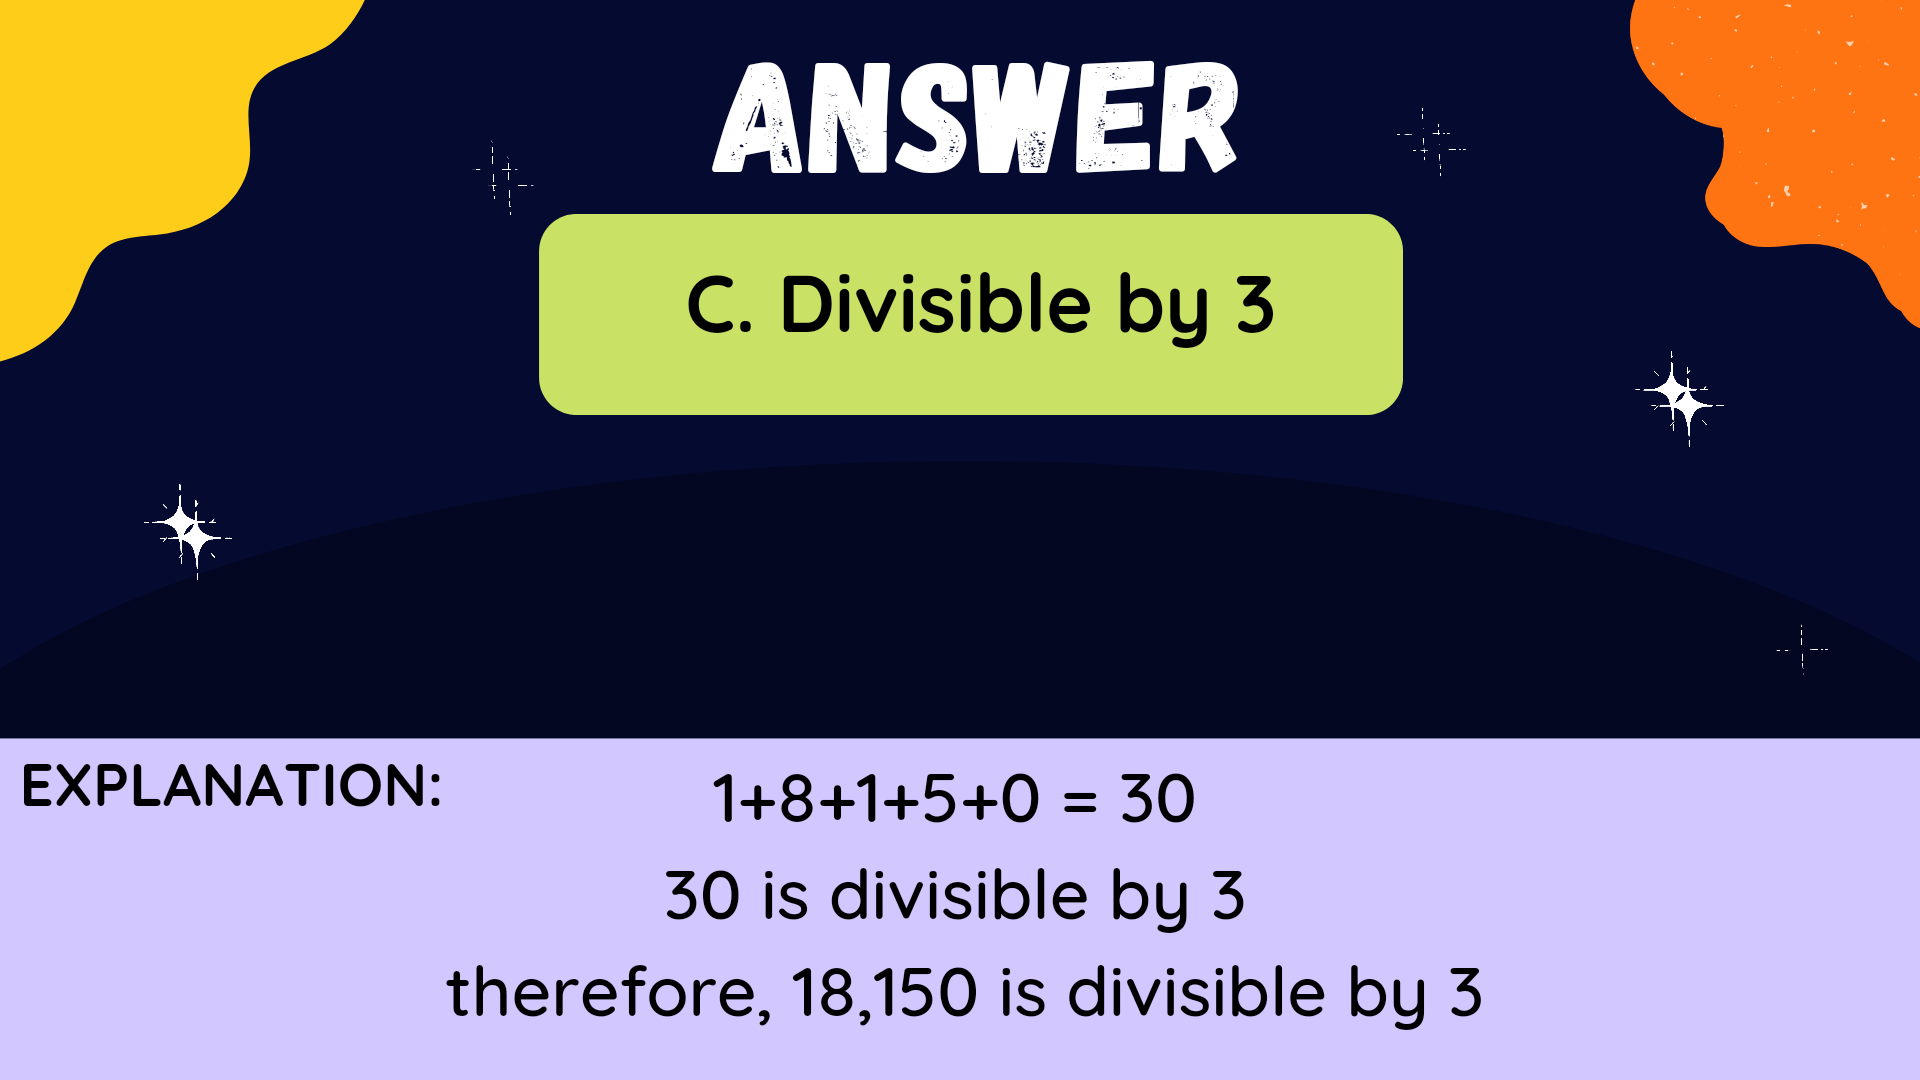 ANSWER
C. Divisible by 3
EXPLANATION:
1+8+1+5+0 = 30
30 is divisible by 3
therefore, 18,150 is divisible by 3